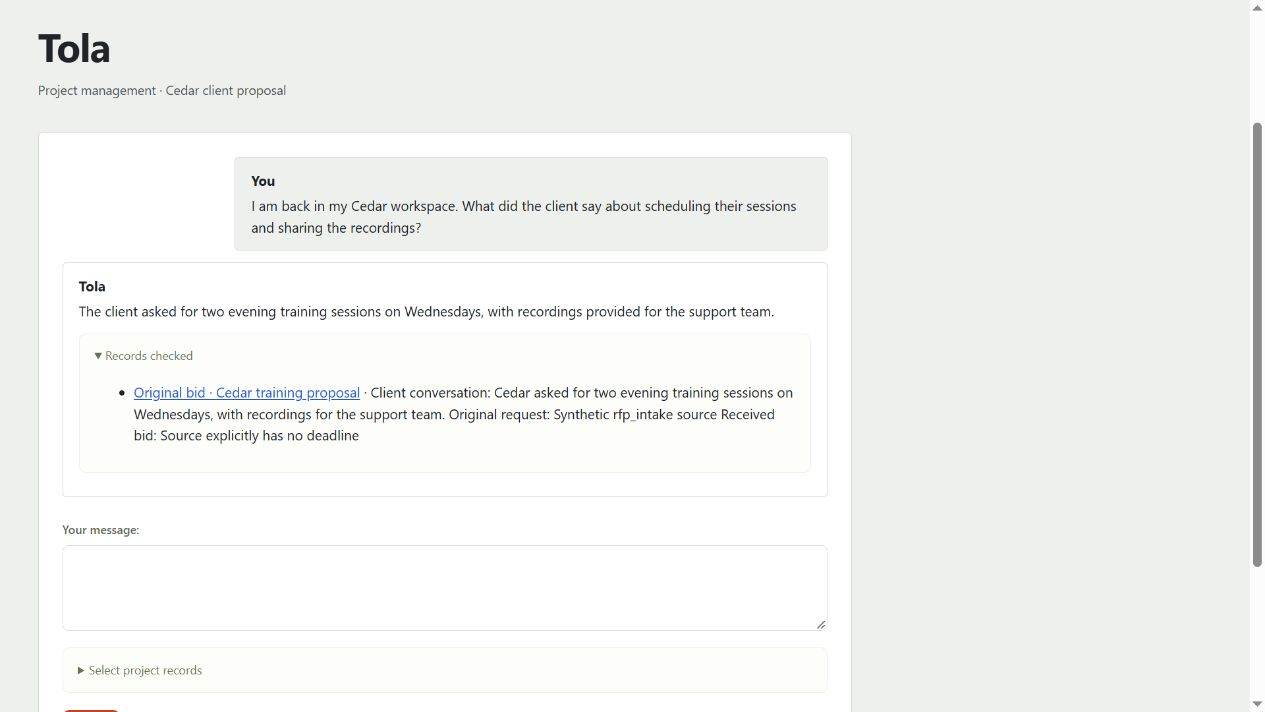 Tola
Project management · Cedar client proposal
You
I am back in my Cedar workspace. What did the client say about scheduling their sessions
and sharing the recordings?
Tola
The client asked for two evening training sessions on Wednesdays, with recordings provided for the support team.
▼ Records checked
• Original bid · Cedar training proposal · Client conversation: Cedar asked for two evening training sessions on
Wednesdays, with recordings for the support team. Original request: Synthetic rfp_intake source Received
bid: Source explicitly has no deadline
Your message:
▶ Select project records